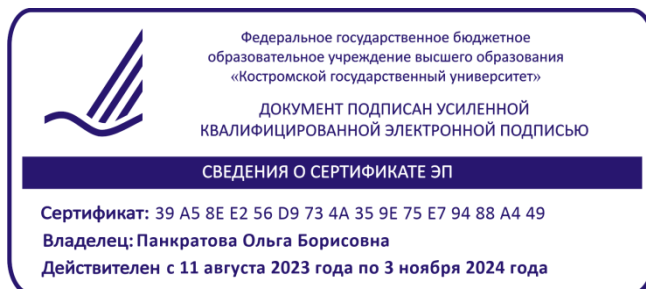 Федеральное государственное бюджетное
образовательное учреждение высшего образования
«Костромской государственный университет»
ДОКУМЕНТ ПОДПИСАН УСИЛЕННОЙ
КВАЛИФИЦИРОВАННОЙ ЭЛЕКТРОННОЙ ПОДПИСЬЮ
СВЕДЕНИЯ О СЕРТИФИКАТЕ ЭП
Сертификат: 39 A5 8E E2 56 D9 73 4A 35 9E 75 E7 94 88 A4 49
Владелец: Панкратова Ольга Борисовна
Действителен с 11 августа 2023 года по 3 ноября 2024 года